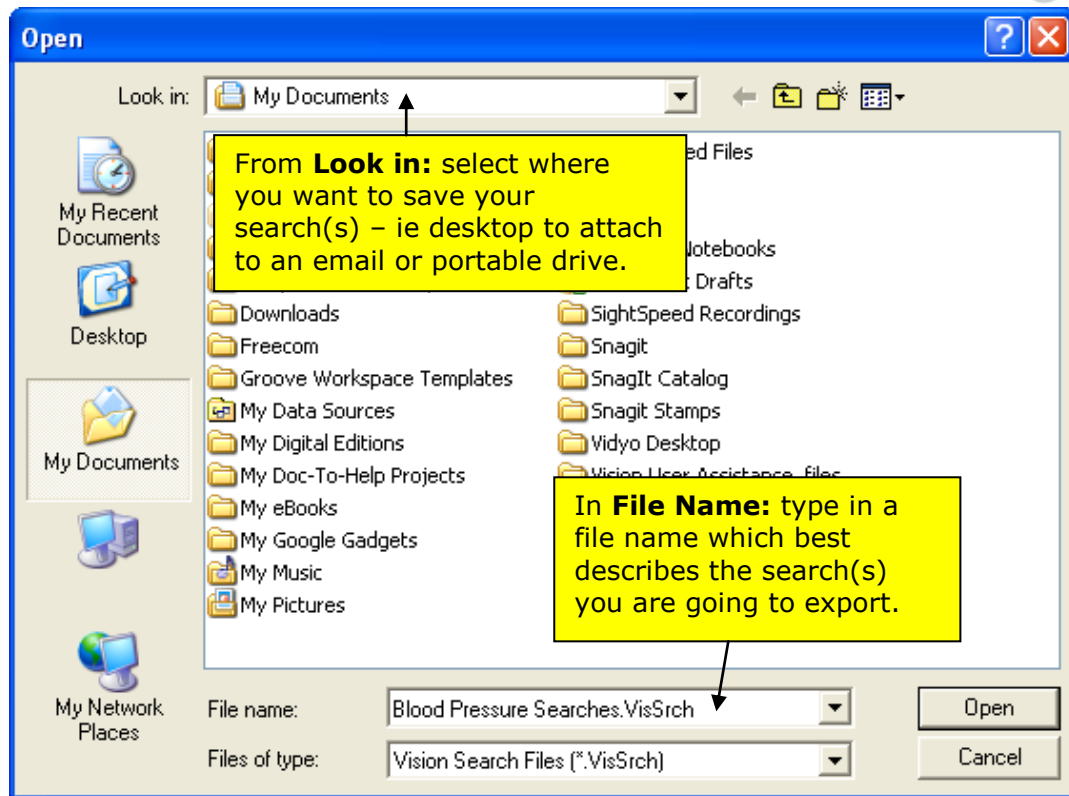 Open
Look in:
My Documents
From Look in: select where
you want to save your
search(s) – ie desktop to attach
to an email or portable drive.
My Recent
Documents
Desktop
My Documents
My Network
Places
Downloads
Freecom
Groove Workspace Templates
My Data Sources
My Digital Editions
My Doc-To-Help Projects
My eBooks
My Google Gadgets
My Music
My Pictures
Files
Drafts
SightSpeed Recordings
Snagit
SnagIt Catalog
Snagit Stamps
Vidyo Desktop
Vision User Assistance_files
In File Name: type in a
file name which best
describes the search(s)
you are going to export.
File name:
Blood Pressure Searches.VisSrch
Open
Files of type:
Vision Search Files (*.VisSrch)
Cancel